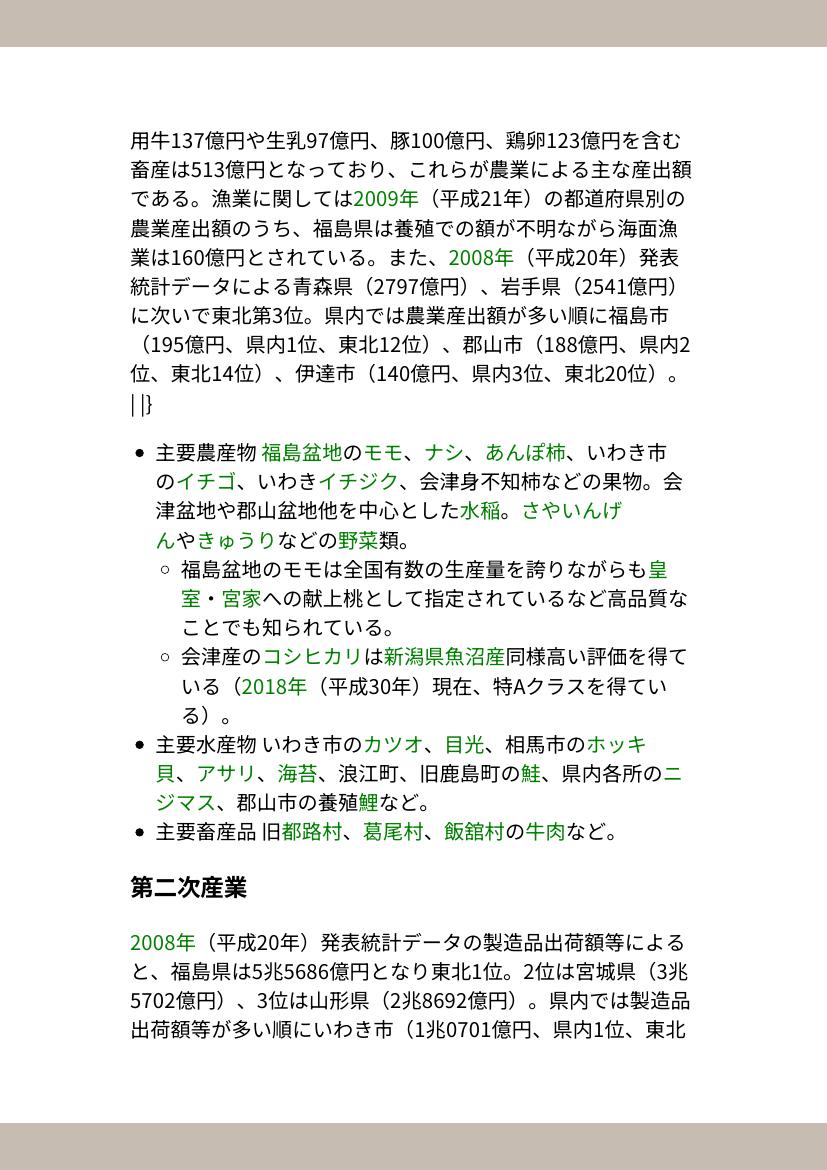 用牛137億円や生乳97億円、豚100億円、鶏卵123億円を含む
畜産は513億円となっており、これらが農業による主な産出額
である。漁業に関しては2009年（平成21年）の都道府県別の
農業産出額のうち、福島県は養殖での額が不明ながら海面漁
業は160億円とされている。また、2008年（平成20年）発表
統計データによる青森県（2797億円）、岩手県（2541億円）
に次いで東北第3位。県内では農業産出額が多い順に福島市
（195億円、県内1位、東北12位）、郡山市（188億円、県内2
位、東北14位）、伊達市（140億円、県内3位、東北20位）。
| |}
• 主要農産物 福島盆地のモモ、ナシ、あんぽ柿、いわき市
のイチゴ、いわきイチジク、会津身不知柿などの果物。会
津盆地や郡山盆地他を中心とした水稲。さやいんげ
んやきゅうりなどの野菜類。
◦ 福島盆地のモモは全国有数の生産量を誇りながらも皇
室・宮家への献上桃として指定されているなど高品質な
ことでも知られている。
◦ 会津産のコシヒカリは新潟県魚沼産同様高い評価を得て
いる（2018年（平成30年）現在、特Aクラスを得てい
る）。
• 主要水産物 いわき市のカツオ、目光、相馬市のホッキ
貝、アサリ、海苔、浪江町、旧鹿島町の鮭、県内各所のニ
ジマス、郡山市の養殖鯉など。
• 主要畜産品 旧都路村、葛尾村、飯舘村の牛肉など。
第二次産業
2008年（平成20年）発表統計データの製造品出荷額等による
と、福島県は5兆5686億円となり東北1位。2位は宮城県（3兆
5702億円）、3位は山形県（2兆8692億円）。県内では製造品
出荷額等が多い順にいわき市（1兆0701億円、県内1位、東北